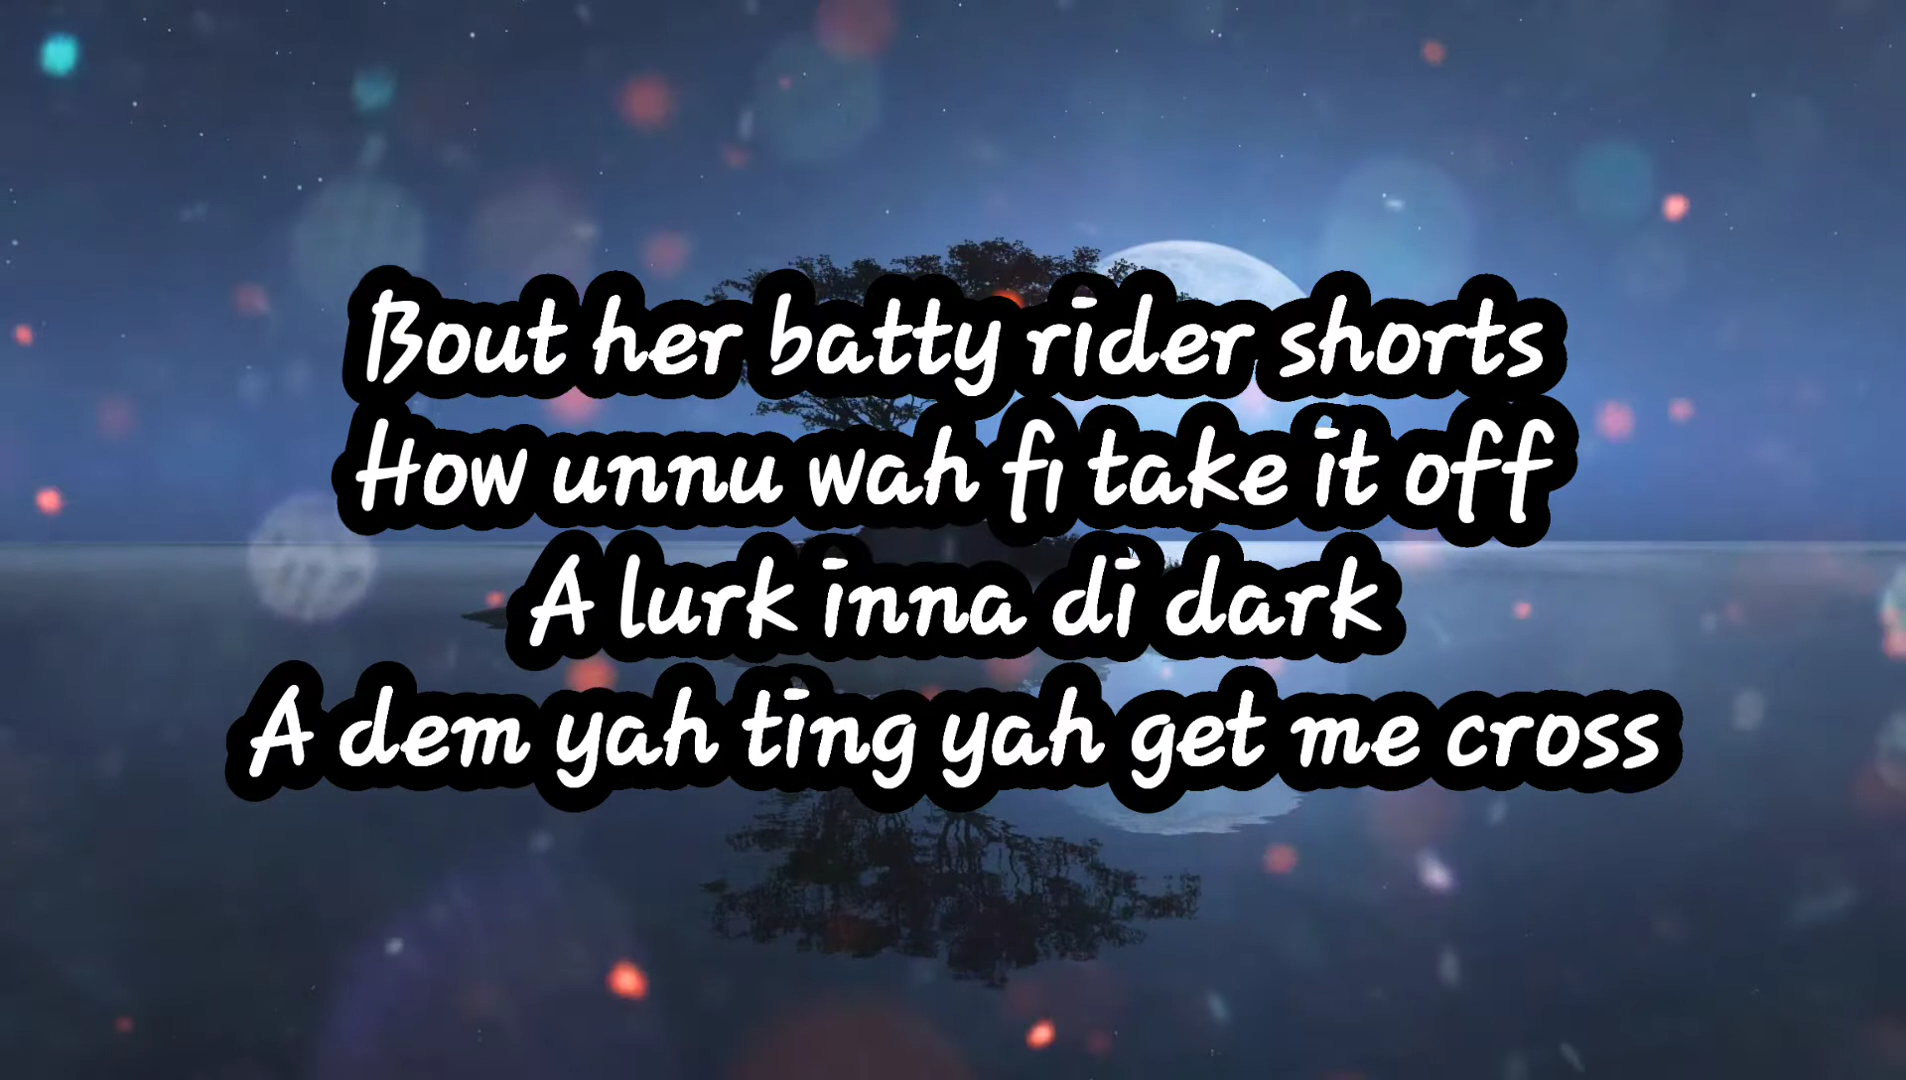 Bout her batty rider shorts
How unnu wah fi take it off
A lurk inna di dark
A dem yah ting yah get me cross